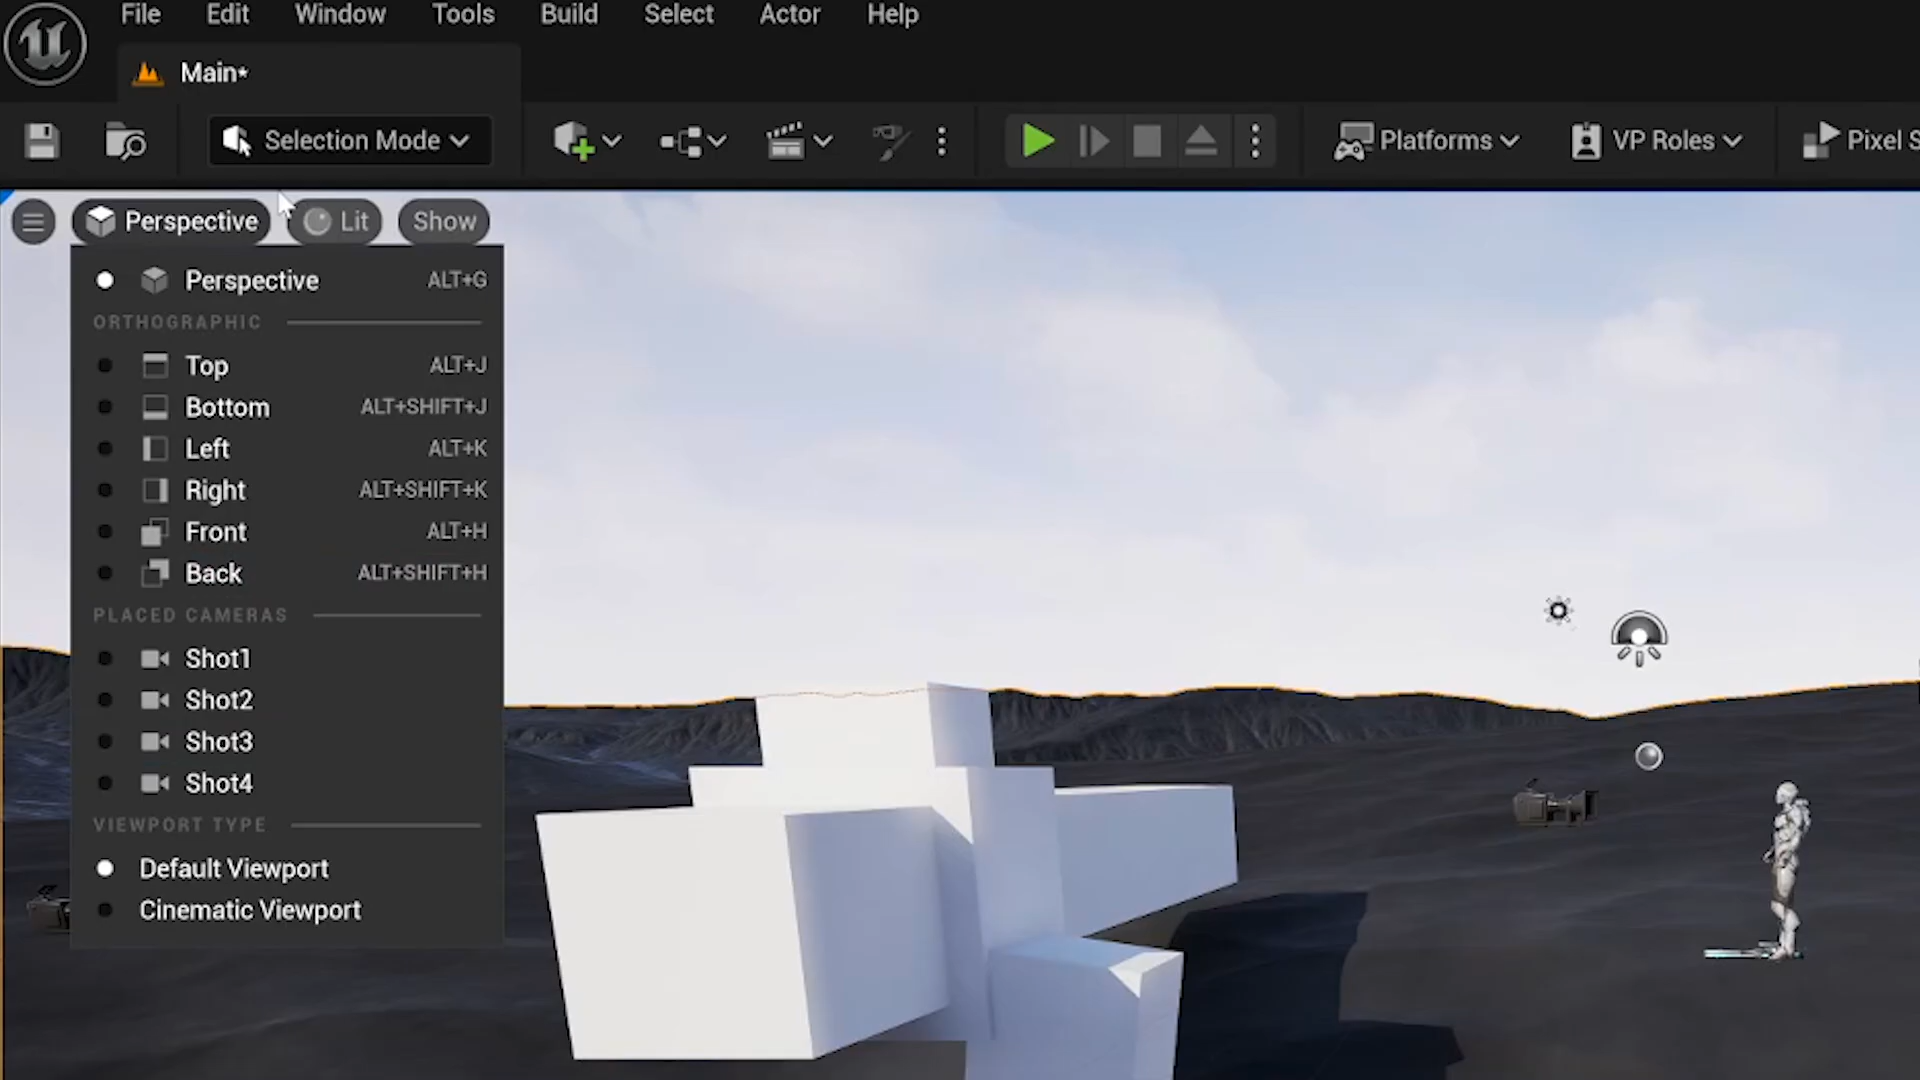 File Edit Window Tools Build Select Actor Help
Main*
Selection Mode Platforms VP Roles Pixel S
Perspective Lit Show
Perspective ALT+G
ORTHOGRAPHIC
Top ALT+J
Bottom ALT+SHIFT+J
Left ALT+K
Right ALT+SHIFT+K
Front ALT+H
Back ALT+SHIFT+H
PLACED CAMERAS
Shot1
Shot2
Shot3
Shot4
VIEWPORT TYPE
Default Viewport
Cinematic Viewport